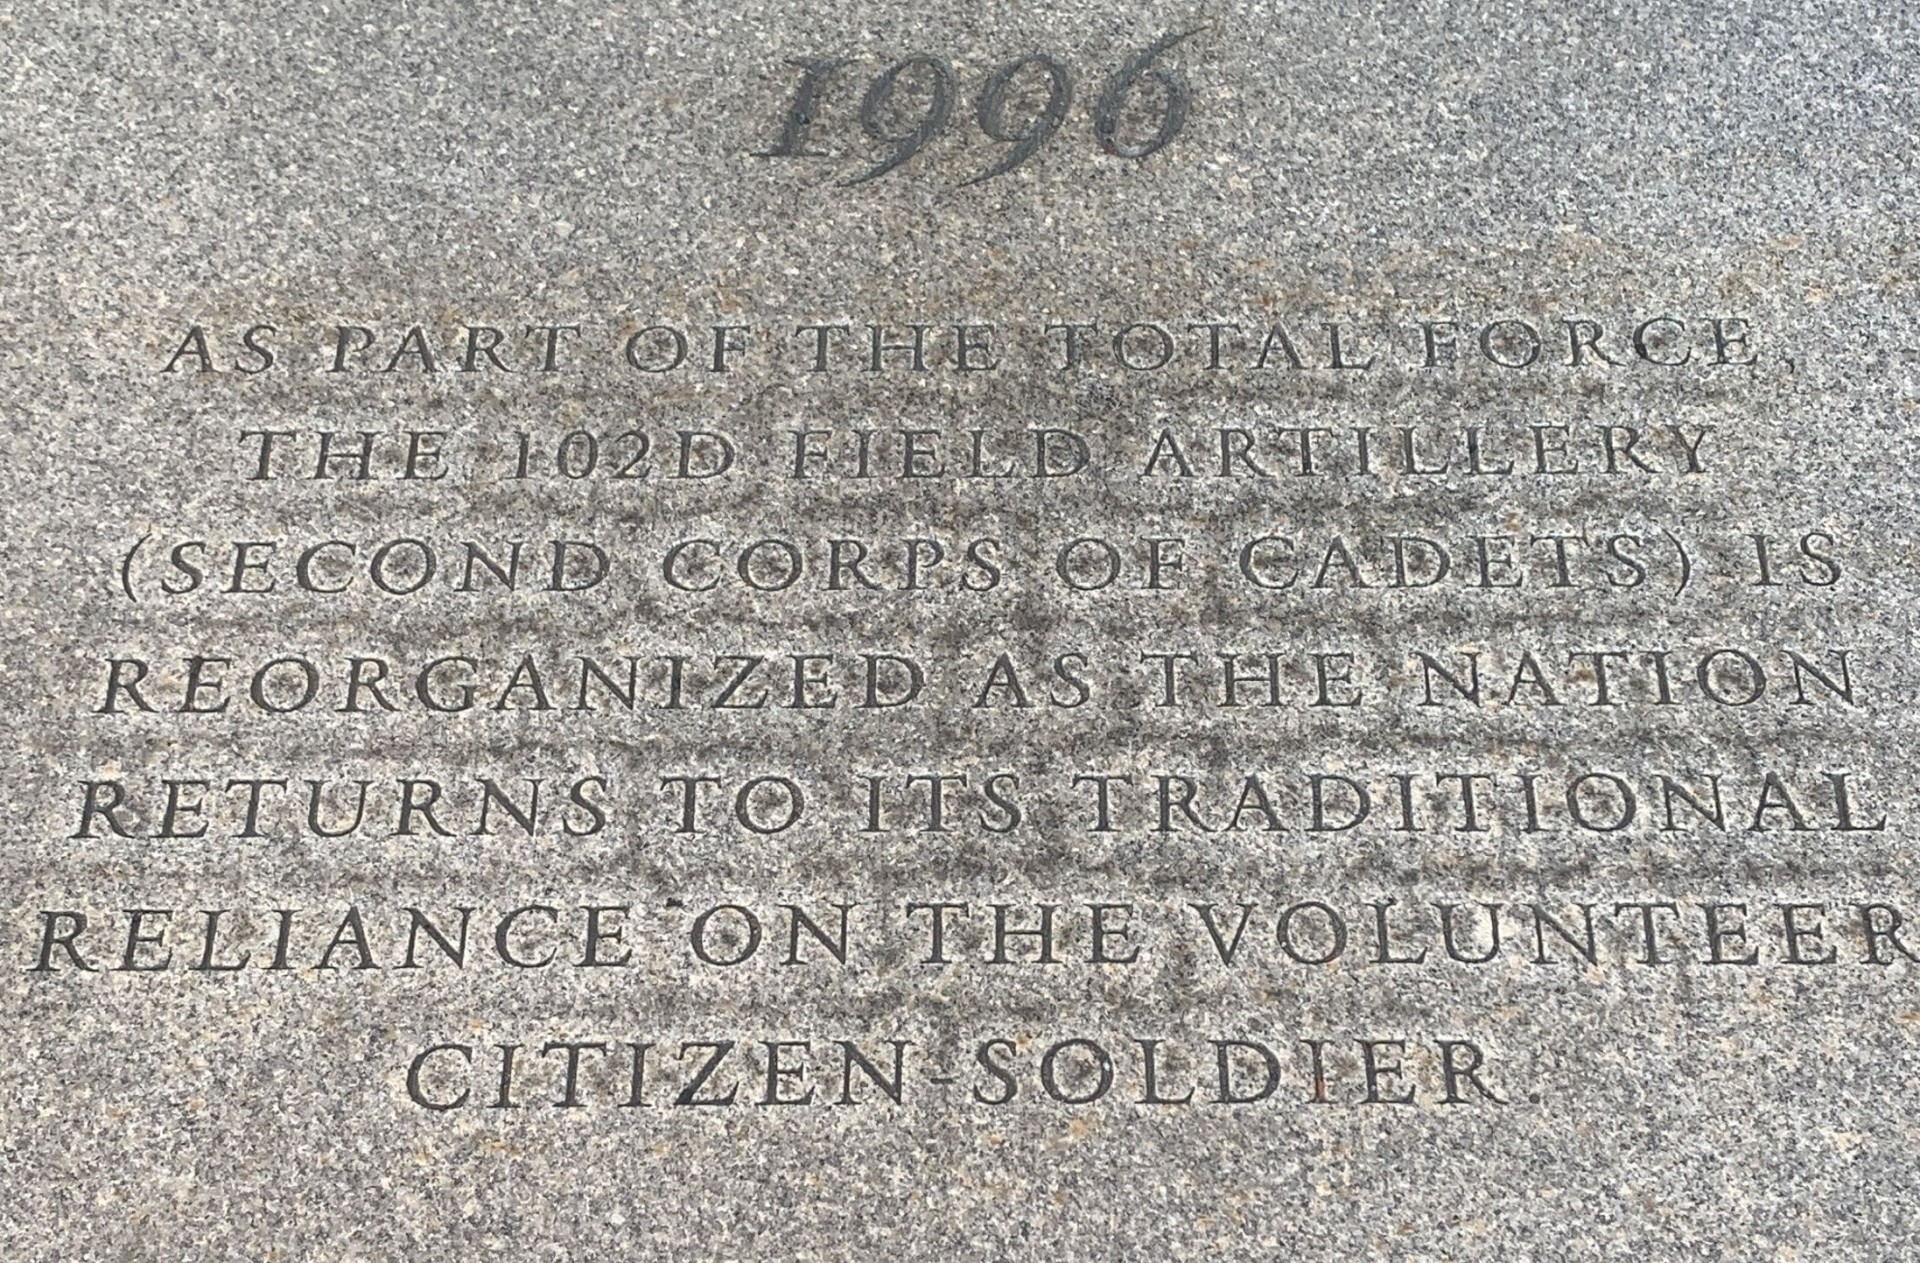 1996
AS PART OF THE TOTAL FORCE,
THE 102D FIELD ARTILLERY
(SECOND CORPS OF CADETS) IS
REORGANIZED AS THE NATION
RETURNS TO ITS TRADITIONAL
RELIANCE ON THE VOLUNTEER
CITIZEN-SOLDIER.